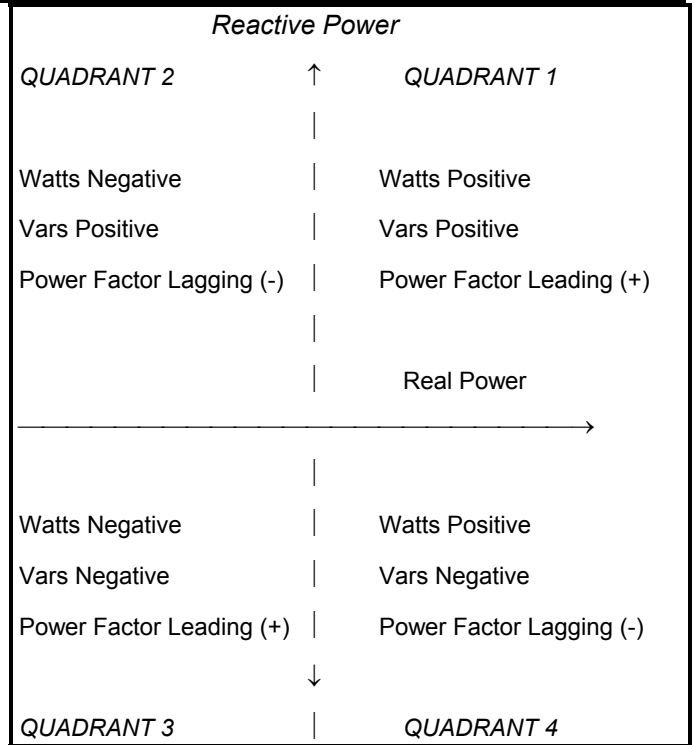 Reactive Power
QUADRANT 2 ↑ QUADRANT 1
|
Watts Negative | Watts Positive
Vars Positive | Vars Positive
Power Factor Lagging (-) | Power Factor Leading (+)
|
| Real Power
→
|
Watts Negative | Watts Positive
Vars Negative | Vars Negative
Power Factor Leading (+) | Power Factor Lagging (-)
↓
QUADRANT 3 | QUADRANT 4